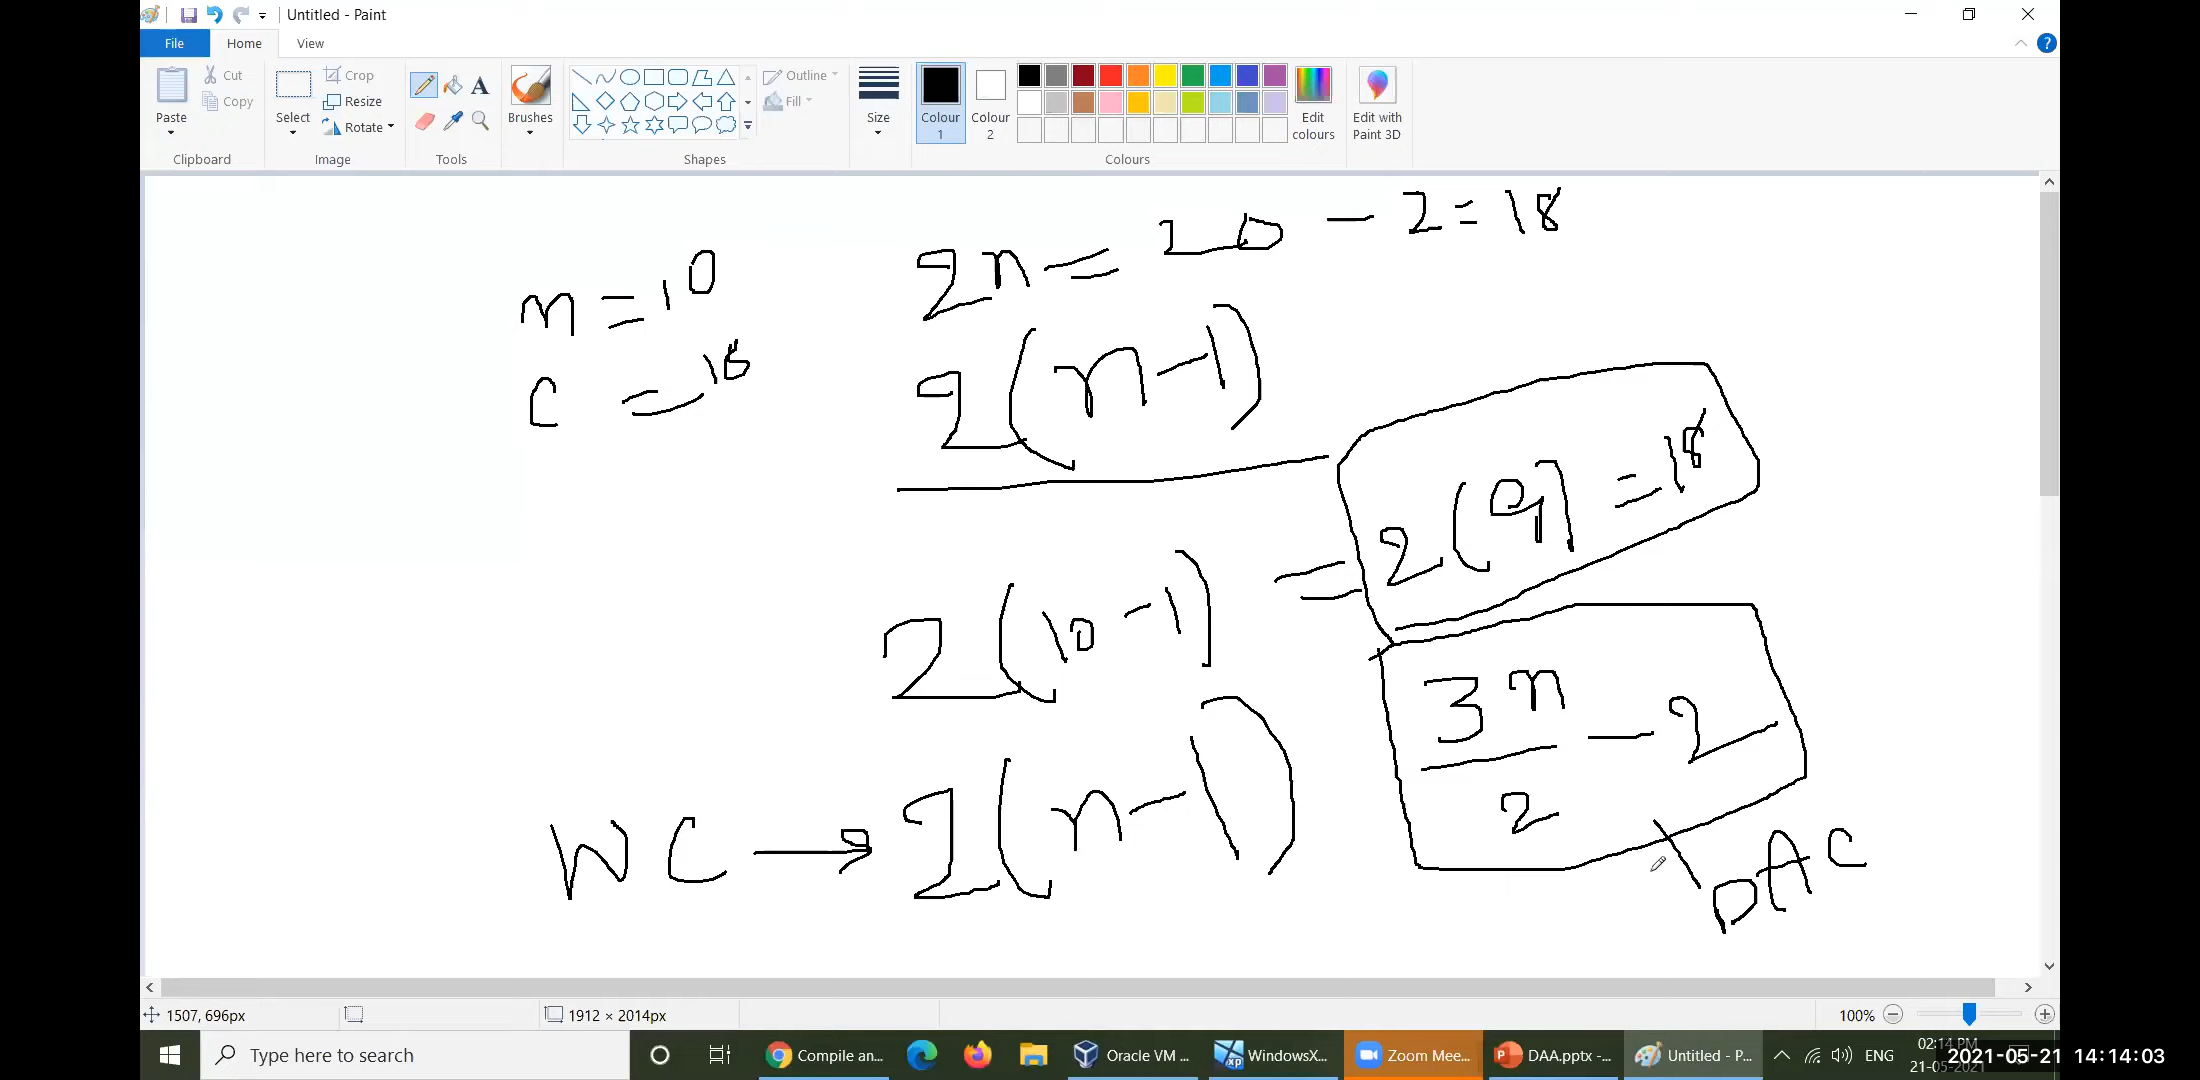 Untitled - Paint
File Home View
Cut
Copy
Paste
Clipboard
Crop
Resize
Rotate
Select
Image
Tools
Brushes
Outline
Fill
Shapes
Size
Colour 1
Colour 2
Edit colours
Edit with Paint 3D
Colours
2n = 20 - 2 = 18
n = 10
C = 18
2(n-1)
2(10-1) = 2(9) = 18
3n/2 - 2
WC → 2(n-1)
DAC
1507, 696px
1912 × 2014px
100%
Type here to search
Compile an...
Oracle VM ...
WindowsX...
Zoom Mee...
DAA.pptx -...
Untitled - P...
ENG
02:14 PM
21-05-2021
2021-05-21 14:14:03